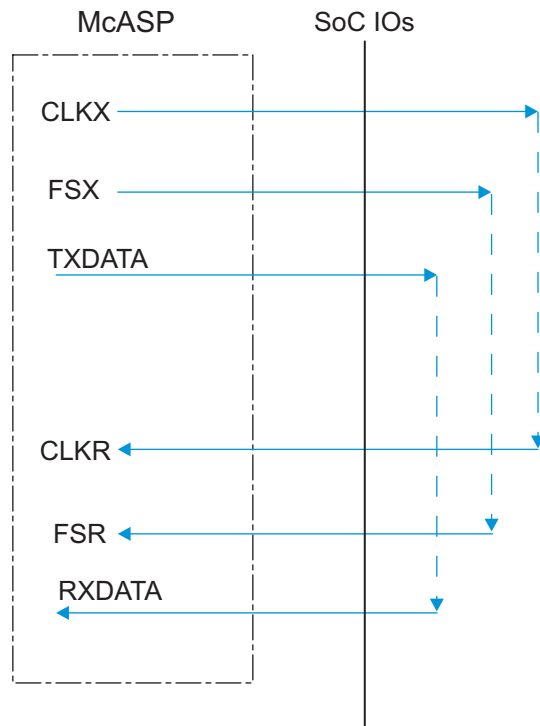 McASP
SoC IOs
CLKX
FSX
TXDATA
CLKR
FSR
RXDATA